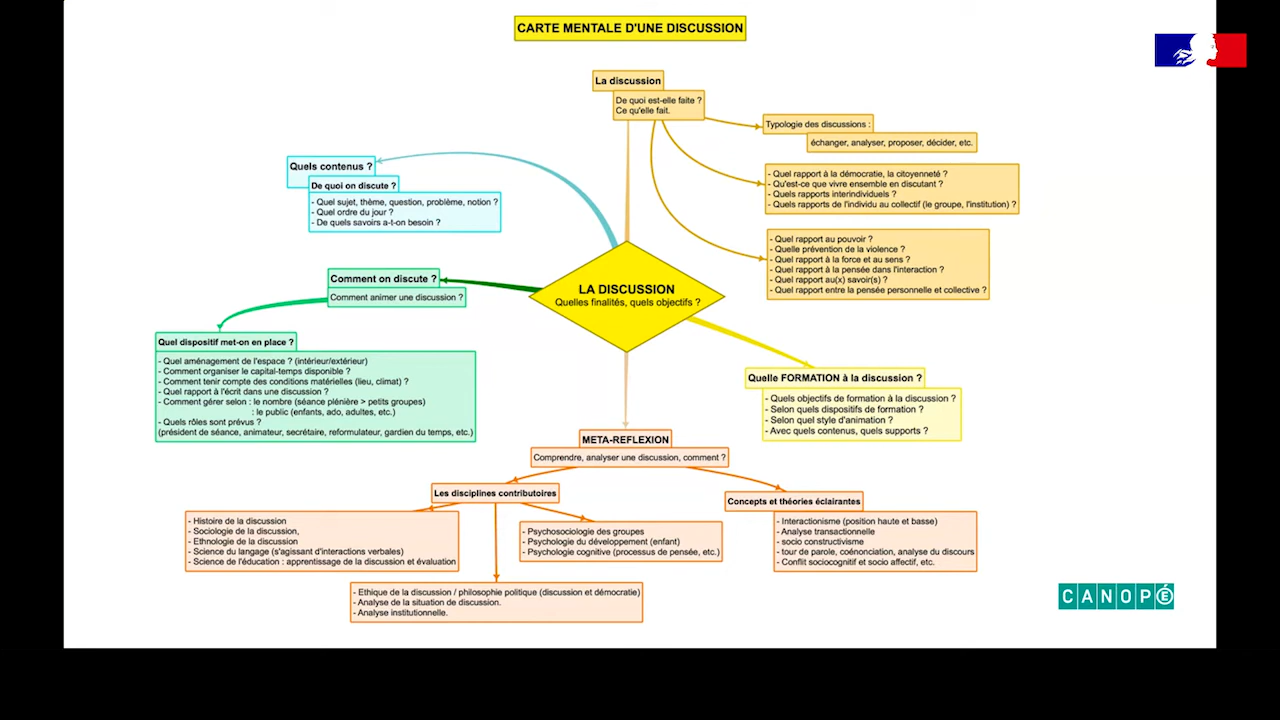 CARTE MENTALE D'UNE DISCUSSION
La discussion
De quoi est-elle faite ?
Ce qu'elle fait.
Typologie des discussions :
échanger, analyser, proposer, décider, etc.
- Quel rapport à la démocratie, la citoyenneté ?
- Qu'est-ce que vivre ensemble en discutant ?
- Quels rapports interindividuels ?
- Quels rapports de l'individu au collectif (le groupe, l'institution) ?
- Quel rapport au pouvoir ?
- Quelle prévention de la violence ?
- Quel rapport à la force et au sens ?
- Quel rapport à la pensée dans l'interaction ?
- Quel rapport au(x) savoir(s) ?
- Quel rapport entre la pensée personnelle et collective ?
Quels contenus ?
De quoi on discute ?
- Quel sujet, thème, question, problème, notion ?
- Quel ordre du jour ?
- De quels savoirs a-t-on besoin ?
LA DISCUSSION
Quelles finalités, quels objectifs ?
Comment on discute ?
Comment animer une discussion ?
Quel dispositif met-on en place ?
- Quel aménagement de l'espace ? (intérieur/extérieur)
- Comment organiser le capital-temps disponible ?
- Comment tenir compte des conditions matérielles (lieu, climat) ?
- Quel rapport à l'écrit dans une discussion ?
- Comment gérer selon : le nombre (séance plénière > petits groupes)
: le public (enfants, ado, adultes, etc.)
- Quels rôles sont prévus ?
(président de séance, animateur, secrétaire, reformulateur, gardien du temps, etc.)
Quelle FORMATION à la discussion ?
- Quels objectifs de formation à la discussion ?
- Selon quels dispositifs de formation ?
- Selon quel style d'animation ?
- Avec quels contenus, quels supports ?
META-REFLEXION
Comprendre, analyser une discussion, comment ?
Les disciplines contributoires
- Histoire de la discussion
- Sociologie de la discussion,
- Ethnologie de la discussion
- Science du langage (s'agissant d'interactions verbales)
- Science de l'éducation : apprentissage de la discussion et évaluation
- Psychosociologie des groupes
- Psychologie du développement (enfant)
- Psychologie cognitive (processus de pensée, etc.)
- Ethique de la discussion / philosophie politique (discussion et démocratie)
- Analyse de la situation de discussion.
- Analyse institutionnelle.
Concepts et théories éclairantes
- Interactionisme (position haute et basse)
- Analyse transactionnelle
- socio constructivisme
- tour de parole, coénonciation, analyse du discours
- Conflit sociocognitif et socio affectif, etc.
CANOPÉ